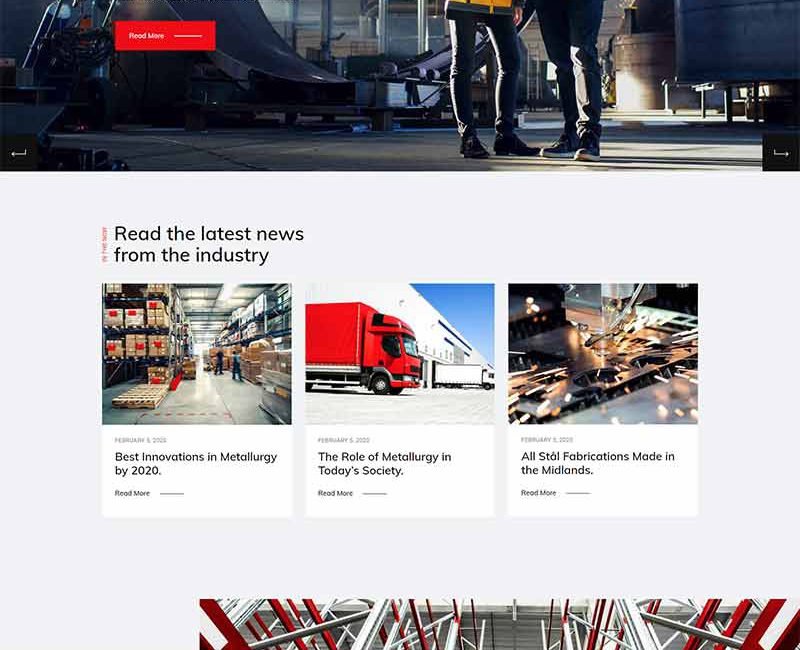 Read More
IN THE NOW
Read the latest news
from the industry
FEBRUARY 5, 2020
Best Innovations in Metallurgy
by 2020.
Read More
FEBRUARY 5, 2020
The Role of Metallurgy in
Today's Society.
Read More
FEBRUARY 5, 2020
All Stål Fabrications Made in
the Midlands.
Read More